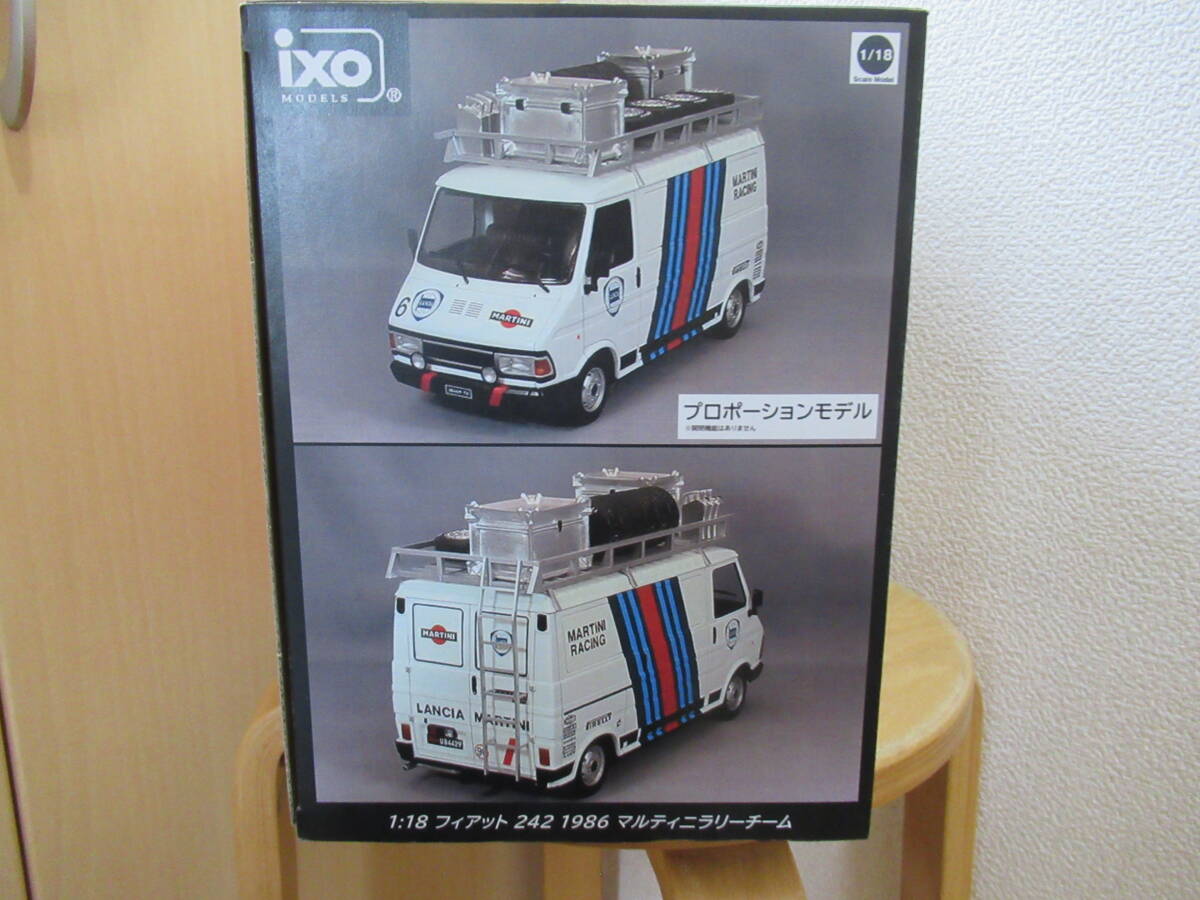 ixo
MODELS ®
1/18
Scale Model
MARTINI
RACING
6
LANCIA
MARTINI
プロポーションモデル
※開閉機能はありません
MARTINI
MARTINI
RACING
LANCIA MARTINI
PIRELLI
1:18 フィアット 242 1986 マルティニラリーチーム